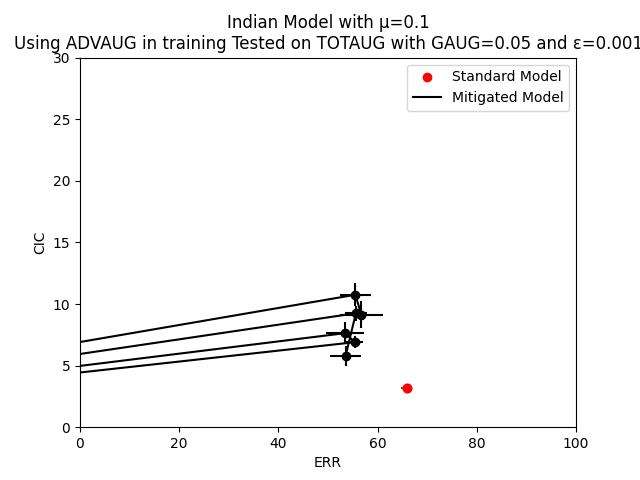 Indian Model with μ=0.1
Using ADVAUG in training Tested on TOTAUG with GAUG=0.05 and ε=0.001
30
25
20
15
10
5
0
CIC
0 20 40 60 80 100
ERR
Standard Model
Mitigated Model